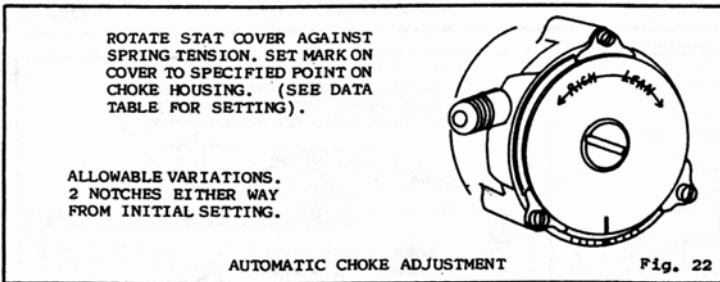 ROTATE STAT COVER AGAINST
SPRING TENSION. SET MARK ON
COVER TO SPECIFIED POINT ON
CHOKE HOUSING. (SEE DATA
TABLE FOR SETTING).
RICH LEAN
ALLOWABLE VARIATIONS.
2 NOTCHES EITHER WAY
FROM INITIAL SETTING.
AUTOMATIC CHOKE ADJUSTMENT Fig. 22